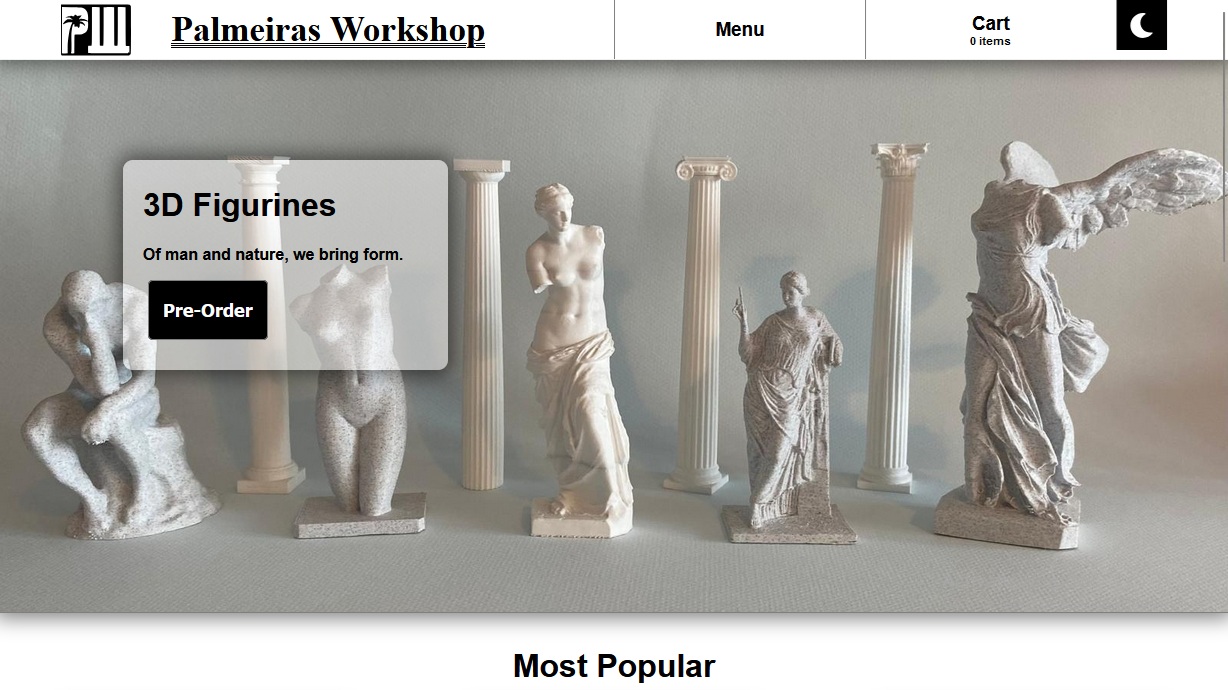 PW
Palmeiras Workshop
Menu
Cart
0 items
3D Figurines
Of man and nature, we bring form.
Pre-Order
Most Popular